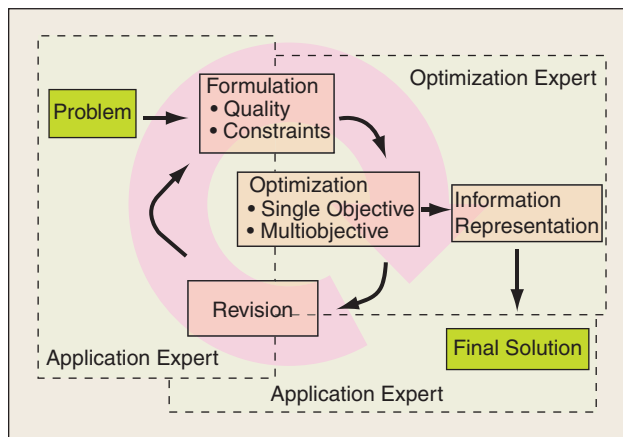 Optimization Expert
Problem
Formulation
• Quality
• Constraints
Optimization
• Single Objective
• Multiobjective
Information
Representation
Revision
Final Solution
Application Expert
Application Expert